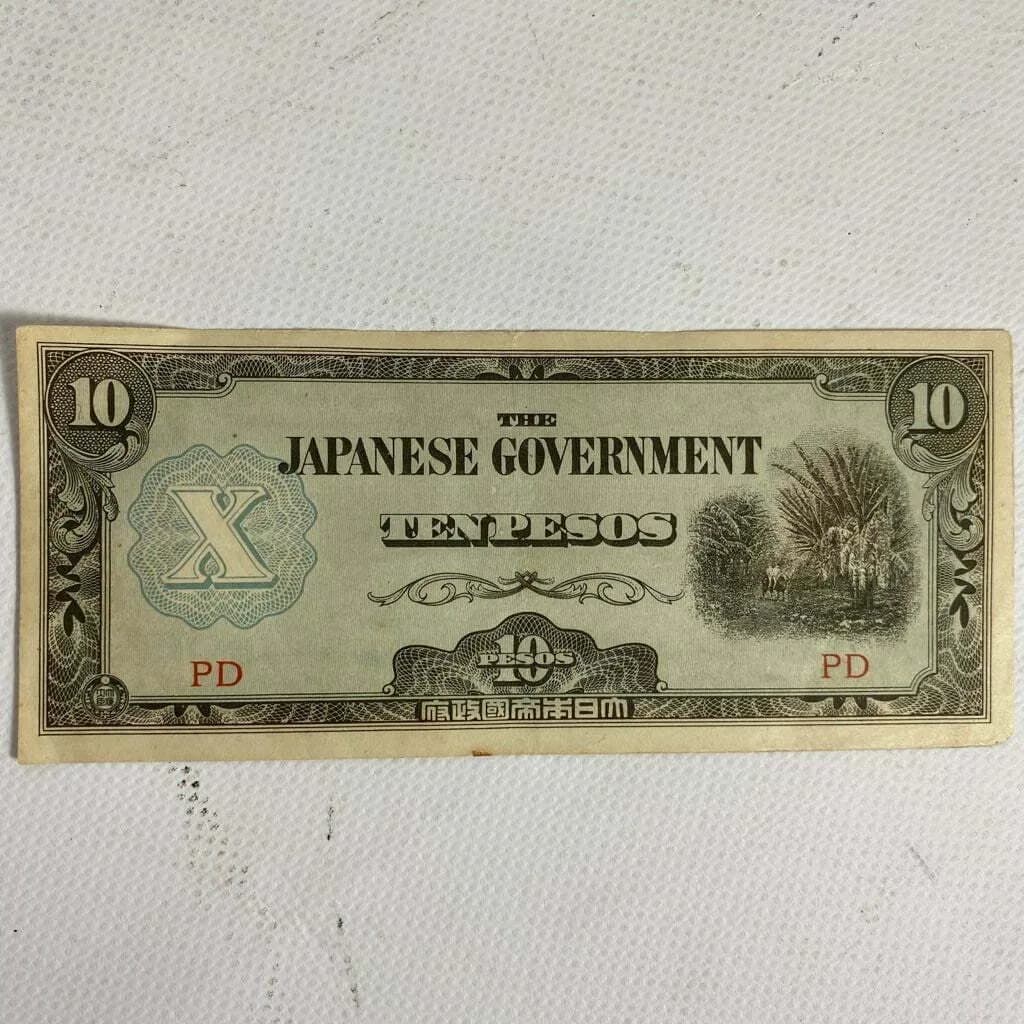 10 10
THE
JAPANESE GOVERNMENT
X
TEN PESOS
10
PESOS
PD PD
府政國帝本日大